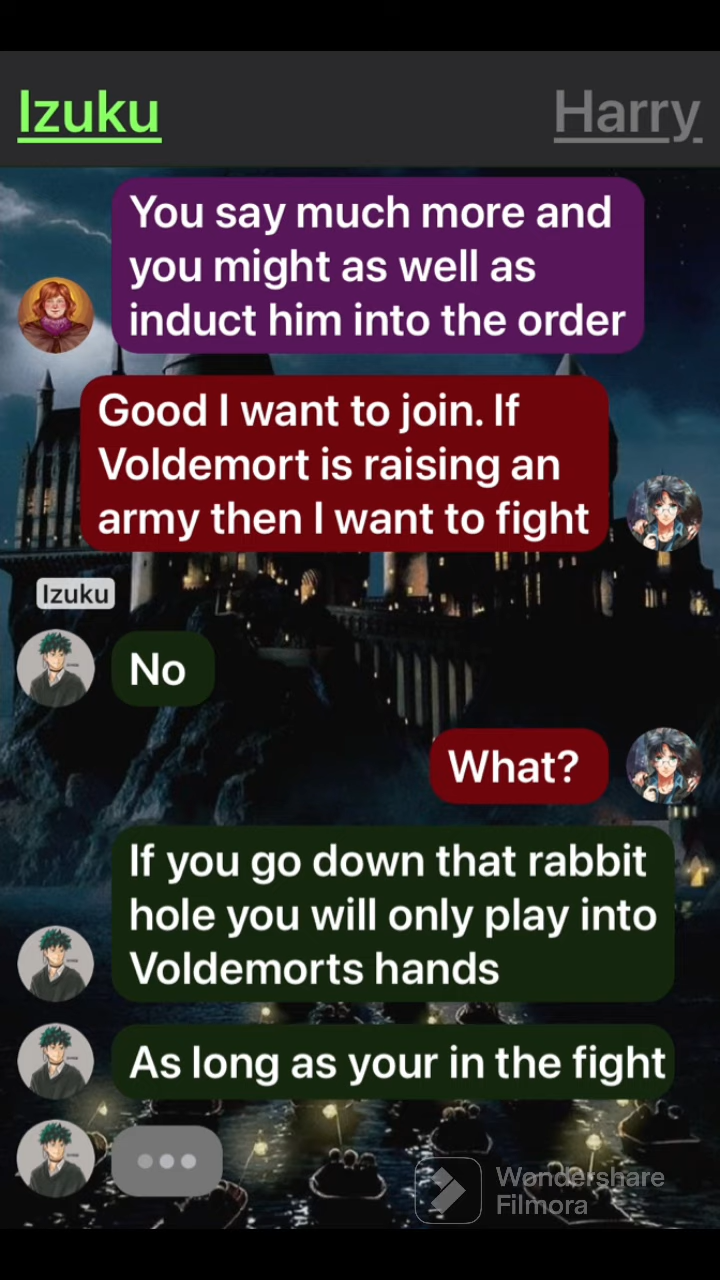 Izuku
Harry
You say much more and
you might as well as
induct him into the order
Good I want to join. If
Voldemort is raising an
army then I want to fight
Izuku
No
What?
If you go down that rabbit
hole you will only play into
Voldemorts hands
As long as your in the fight
Wondershare
Filmora